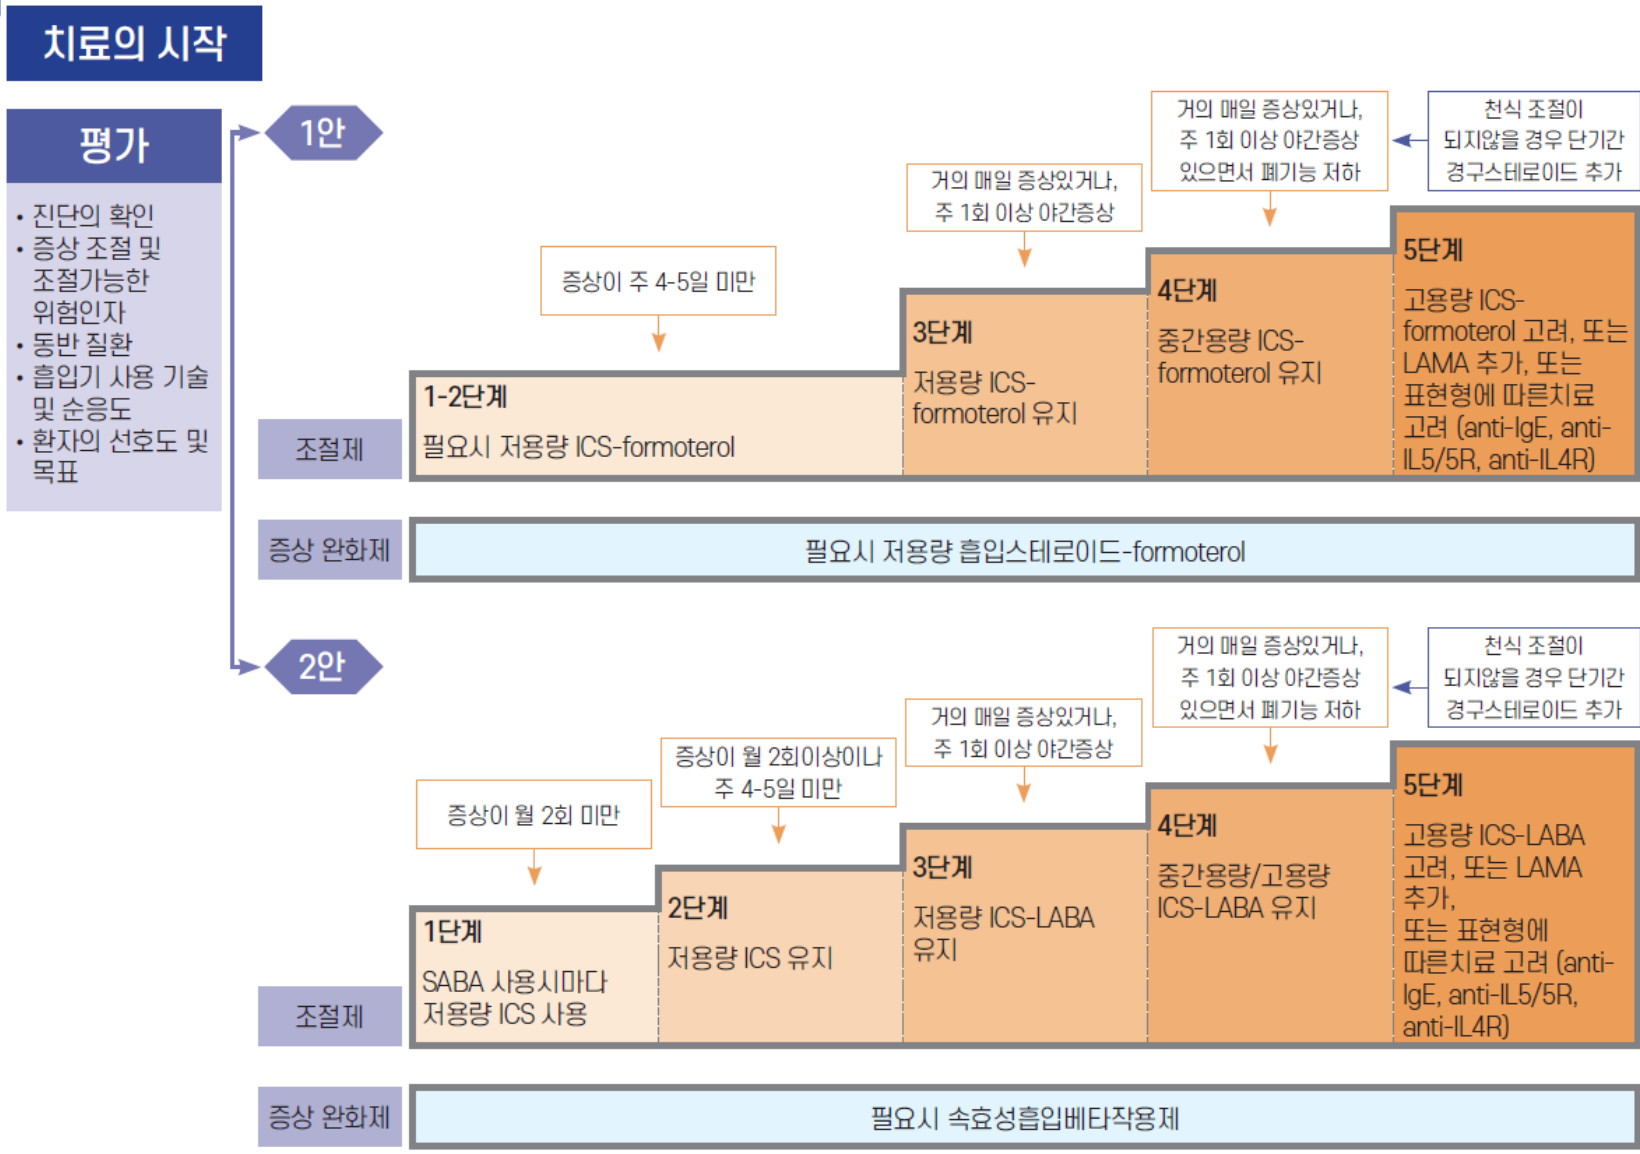 치료의 시작
평가
• 진단의 확인
• 증상 조절 및
조절가능한
위험인자
• 동반 질환
• 흡입기 사용 기술
및 순응도
• 환자의 선호도 및
목표
1안
증상이 주 4-5일 미만
거의 매일 증상있거나,
주 1회 이상 야간증상
거의 매일 증상있거나,
주 1회 이상 야간증상
있으면서 폐기능 저하
천식 조절이
되지않을 경우 단기간
경구스테로이드 추가
조절제
1-2단계
필요시 저용량 ICS-formoterol
3단계
저용량 ICS-
formoterol 유지
4단계
중간용량 ICS-
formoterol 유지
5단계
고용량 ICS-
formoterol 고려, 또는
LAMA 추가, 또는
표현형에 따른치료
고려 (anti-IgE, anti-
IL5/5R, anti-IL4R)
증상 완화제
필요시 저용량 흡입스테로이드-formoterol
2안
증상이 월 2회 미만
증상이 월 2회이상이나
주 4-5일 미만
거의 매일 증상있거나,
주 1회 이상 야간증상
거의 매일 증상있거나,
주 1회 이상 야간증상
있으면서 폐기능 저하
천식 조절이
되지않을 경우 단기간
경구스테로이드 추가
조절제
1단계
SABA 사용시마다
저용량 ICS 사용
2단계
저용량 ICS 유지
3단계
저용량 ICS-LABA
유지
4단계
중간용량/고용량
ICS-LABA 유지
5단계
고용량 ICS-LABA
고려, 또는 LAMA
추가,
또는 표현형에
따른치료 고려 (anti-
IgE, anti-IL5/5R,
anti-IL4R)
증상 완화제
필요시 속효성흡입베타작용제